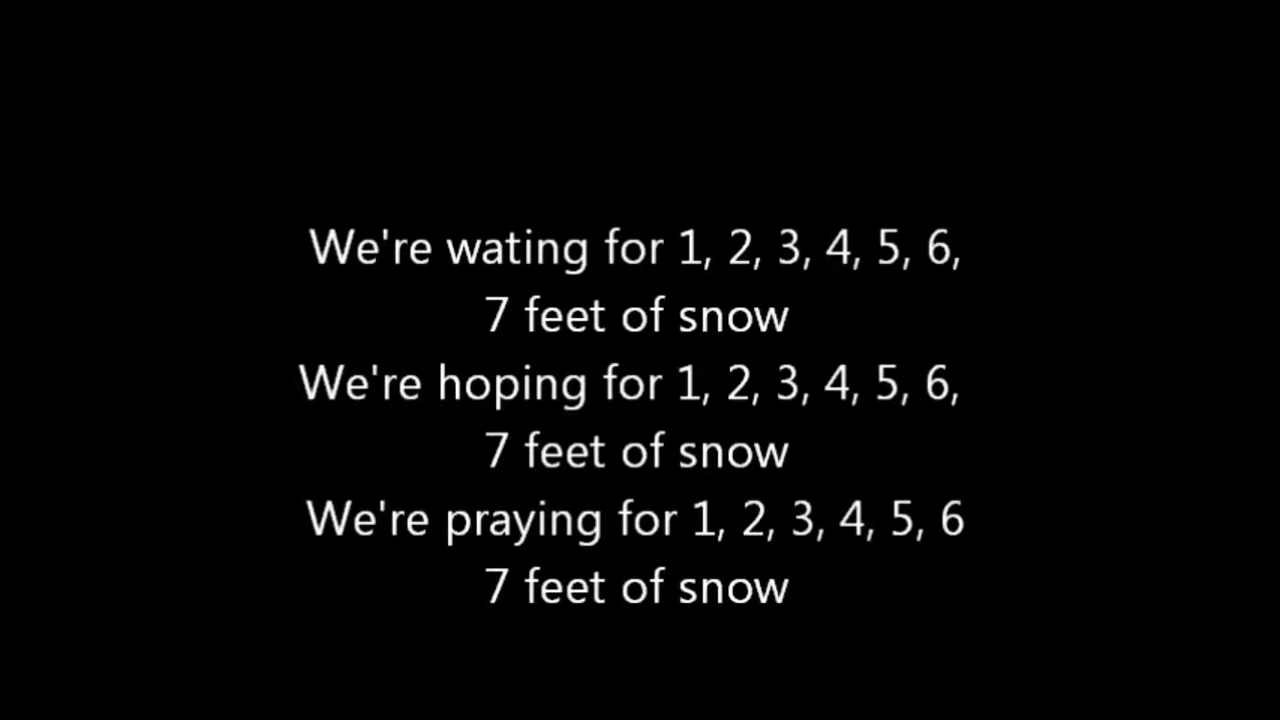 We're wating for 1, 2, 3, 4, 5, 6,
7 feet of snow
We're hoping for 1, 2, 3, 4, 5, 6,
7 feet of snow
We're praying for 1, 2, 3, 4, 5, 6
7 feet of snow